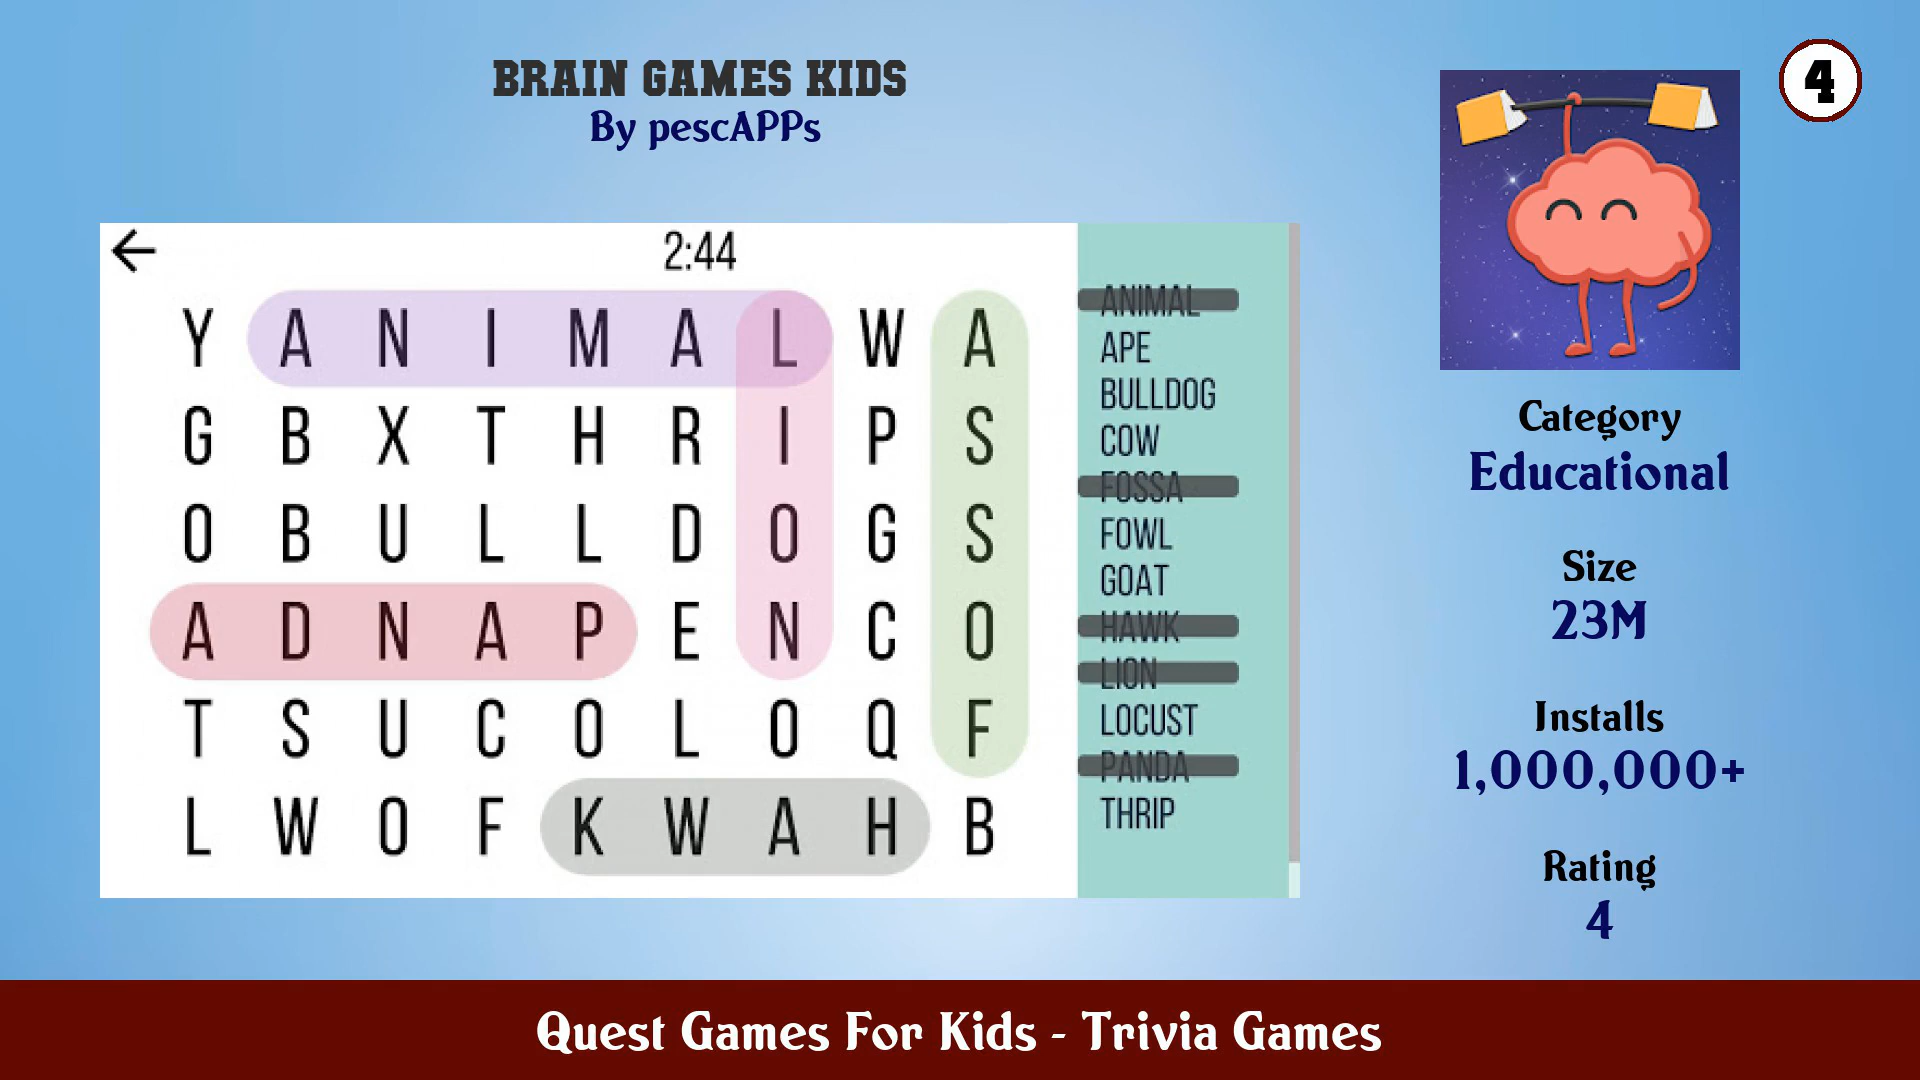 BRAIN GAMES KIDS
By pescAPPs
4
2:44
Y A N I M A L W A
G B X T H R I P S
O B U L L D O G S
A D N A P E N C O
T S U C O L O Q F
L W O F K W A H B
ANIMAL
APE
BULLDOG
COW
FOSSA
FOWL
GOAT
HAWK
LION
LOCUST
PANDA
THRIP
Category
Educational
Size
23M
Installs
1,000,000+
Rating
4
Quest Games For Kids - Trivia Games